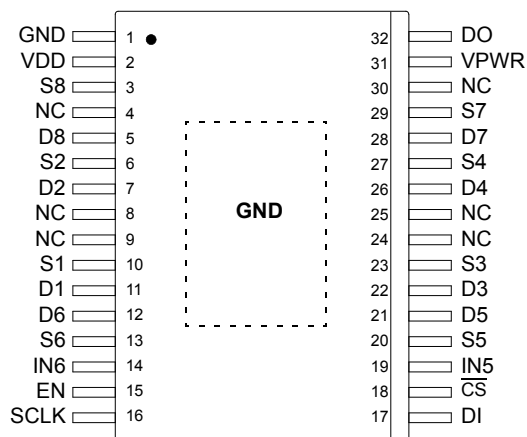 GND 1 32 DO
VDD 2 31 VPWR
S8 3 30 NC
NC 4 29 S7
D8 5 28 D7
S2 6 27 S4
D2 7 26 D4
NC 8 25 NC
GND
NC 9 24 NC
S1 10 23 S3
D1 11 22 D3
D6 12 21 D5
S6 13 20 S5
IN6 14 19 IN5
EN 15 18 C̅S̅
SCLK 16 17 DI